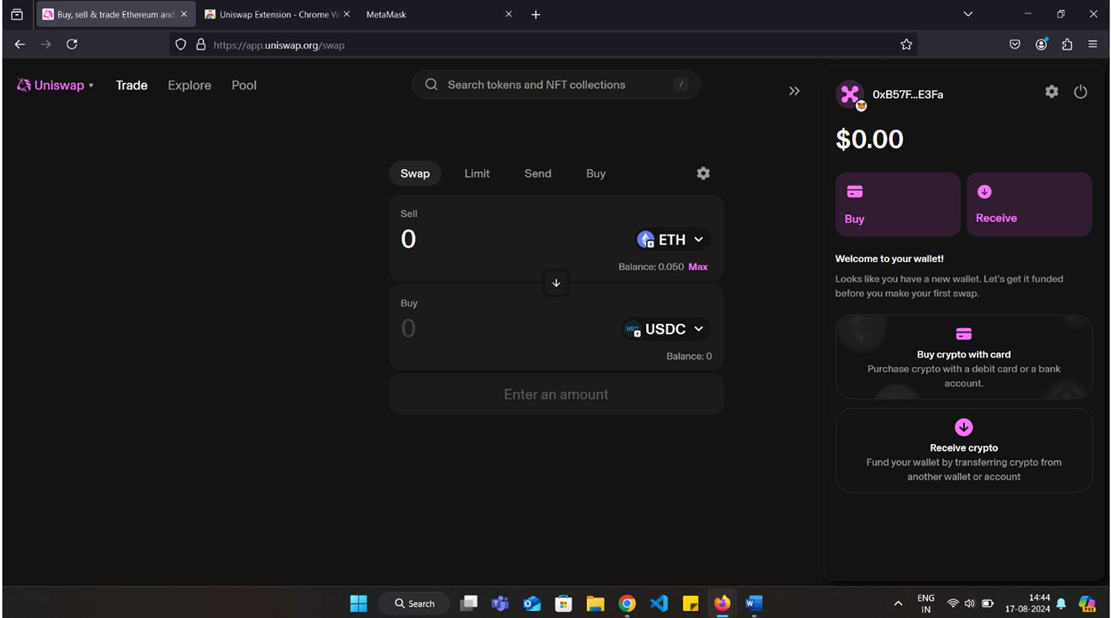 Buy, sell & trade Ethereum and
Uniswap Extension - Chrome W
MetaMask
https://app.uniswap.org/swap
Uniswap
Trade
Explore
Pool
Search tokens and NFT collections
/
0xB57F...E3Fa
$0.00
Buy
Receive
Welcome to your wallet!
Looks like you have a new wallet. Let's get it funded
before you make your first swap.
Buy crypto with card
Purchase crypto with a debit card or a bank
account.
Receive crypto
Fund your wallet by transferring crypto from
another wallet or account
Swap
Limit
Send
Buy
Sell
0
ETH
Balance: 0.050 Max
Buy
0
USDC
Balance: 0
Enter an amount
Search
ENG
IN
14:44
17-08-2024